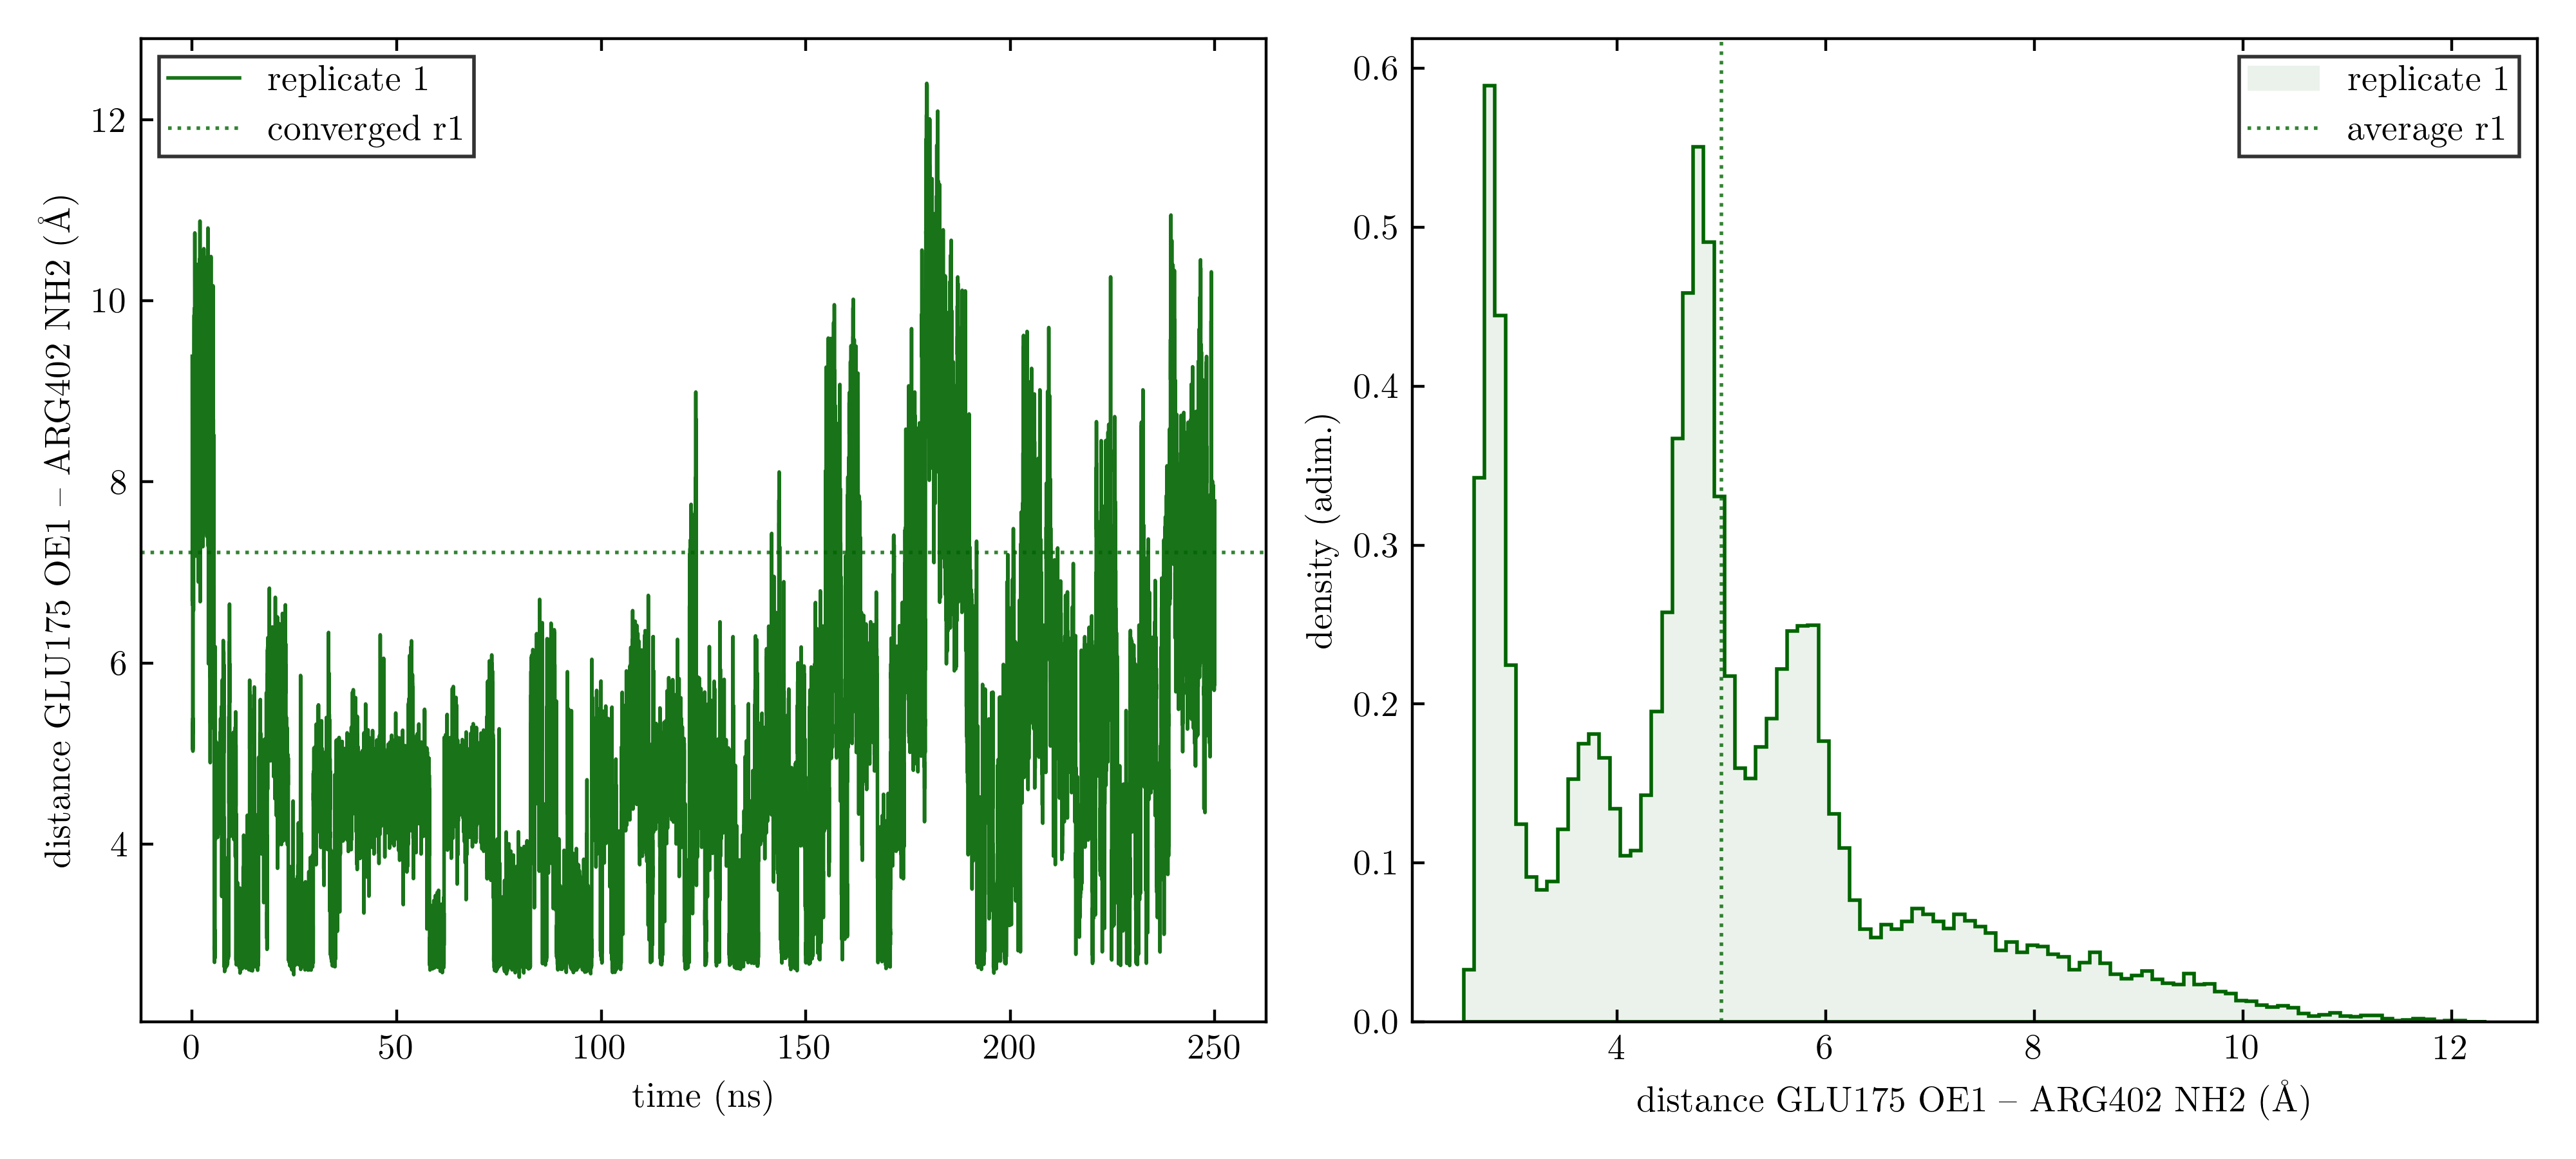 replicate 1
converged r1
12
10
8
6
4
distance GLU175 OE1 – ARG402 NH2 (Å)
0 50 100 150 200 250
time (ns)
replicate 1
average r1
0.6
0.5
0.4
0.3
0.2
0.1
0.0
density (adim.)
4 6 8 10 12
distance GLU175 OE1 – ARG402 NH2 (Å)